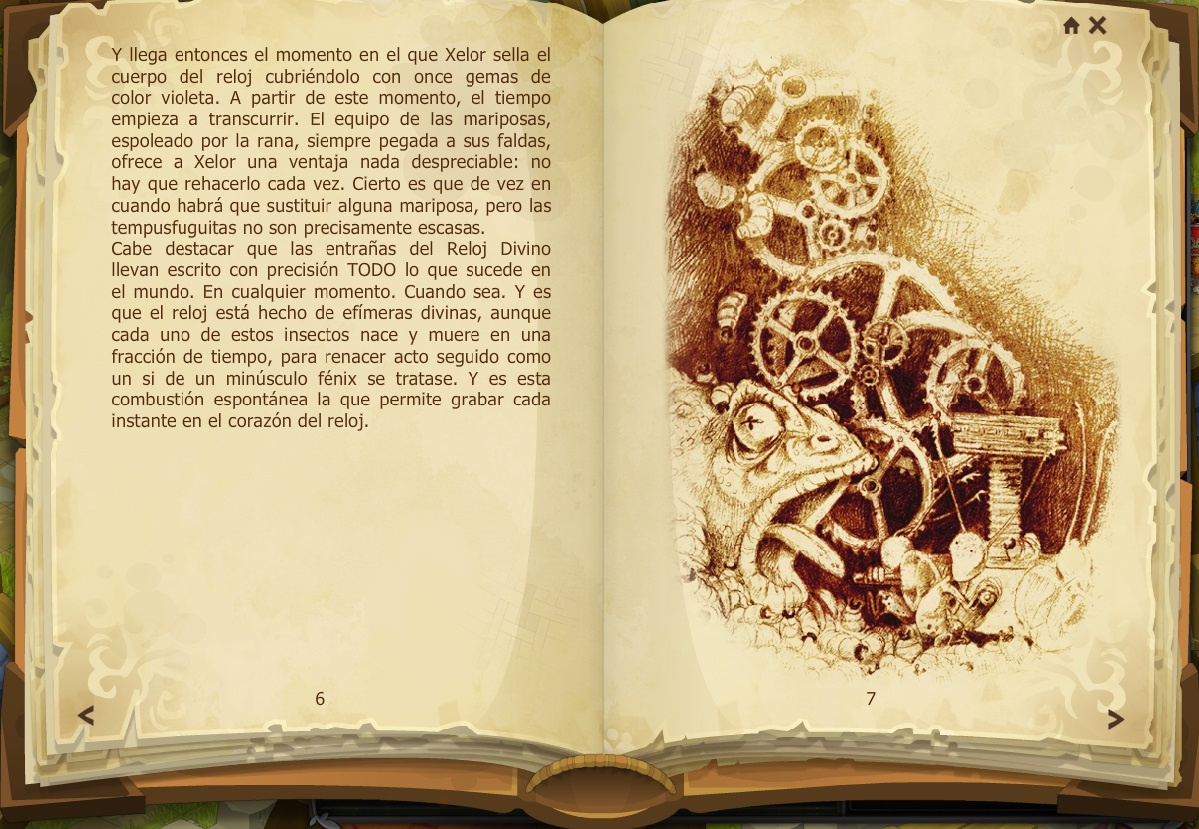 Y llega entonces el momento en el que Xelor sella el
cuerpo del reloj cubriéndolo con once gemas de
color violeta. A partir de este momento, el tiempo
empieza a transcurrir. El equipo de las mariposas,
espoleado por la rana, siempre pegada a sus faldas,
ofrece a Xelor una ventaja nada despreciable: no
hay que rehacerlo cada vez. Cierto es que de vez en
cuando habrá que sustituir alguna mariposa, pero las
tempusfuguitas no son precisamente escasas.
Cabe destacar que las entrañas del Reloj Divino
llevan escrito con precisión TODO lo que sucede en
el mundo. En cualquier momento. Cuando sea. Y es
que el reloj está hecho de efímeras divinas, aunque
cada uno de estos insectos nace y muere en una
fracción de tiempo, para renacer acto seguido como
un si de un minúsculo fénix se tratase. Y es esta
combustión espontánea la que permite grabar cada
instante en el corazón del reloj.
6
7